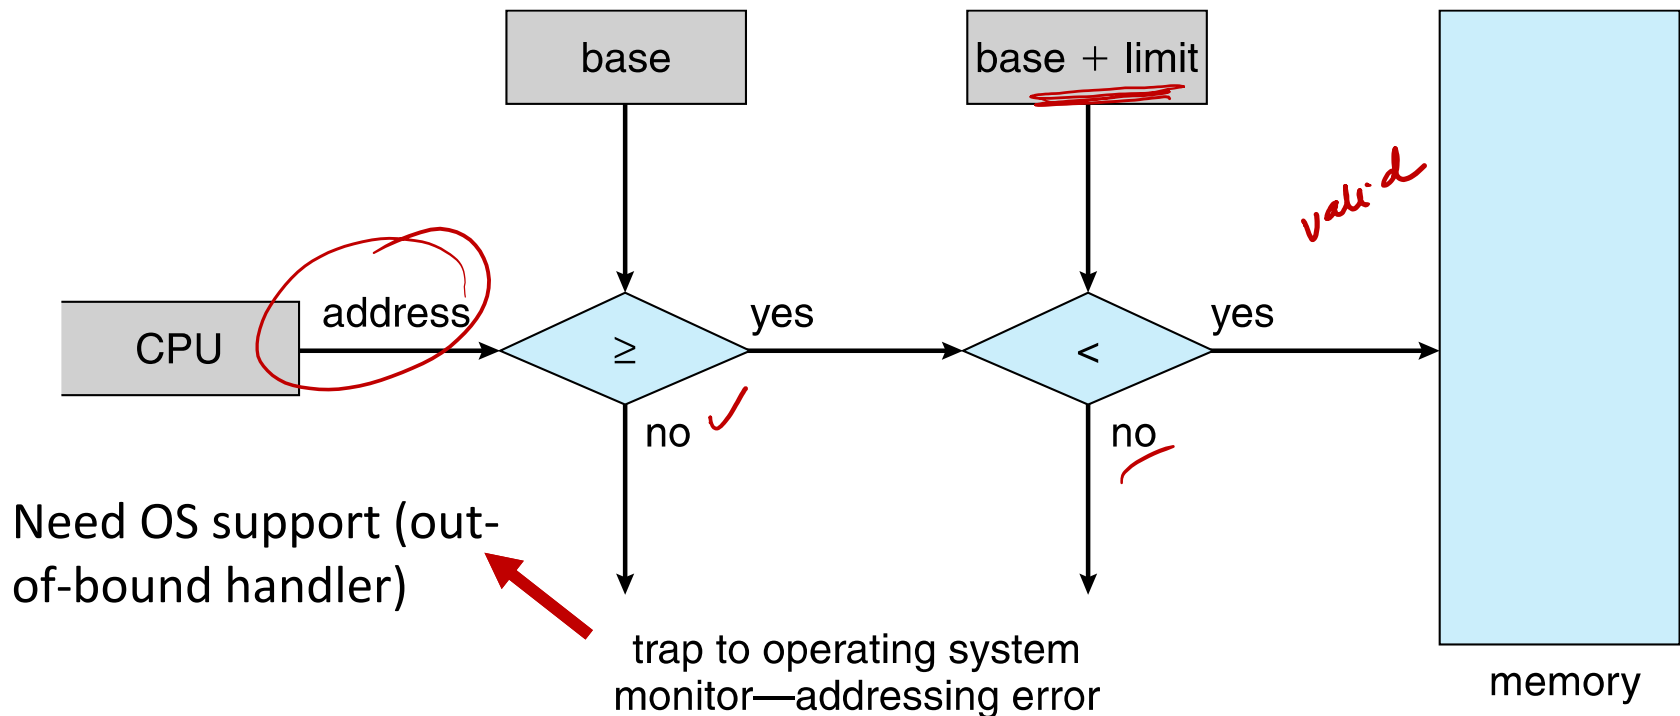 base
base + limit
valid
address
yes
yes
CPU
≥
<
no
no
Need OS support (out-
of-bound handler)
trap to operating system
monitor—addressing error
memory